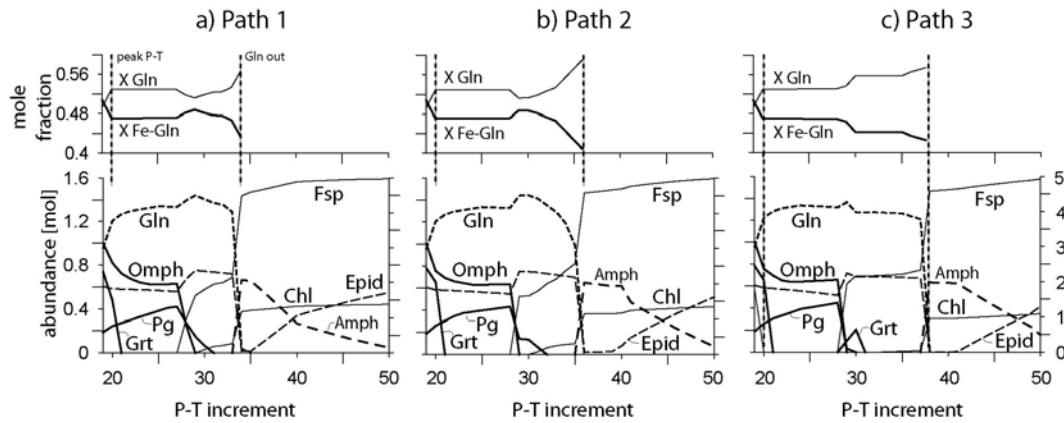 a) Path 1
b) Path 2
c) Path 3
mole
fraction
0.56
0.48
0.4
peak P-T
Gln out
X Gln
X Fe-Gln
X Gln
X Fe-Gln
X Gln
X Fe-Gln
abundance [mol]
1.6
1.2
0.8
0.4
0
Gln
Omph
Pg
Grt
Fsp
Chl
Epid
Amph
Gln
Omph
Pg
Grt
Fsp
Amph
Chl
Epid
Gln
Omph
Pg
Grt
Fsp
Amph
Chl
Epid
5
4
3
2
1
0
20 30 40 50
20 30 40 50
20 30 40 50
P-T increment
P-T increment
P-T increment